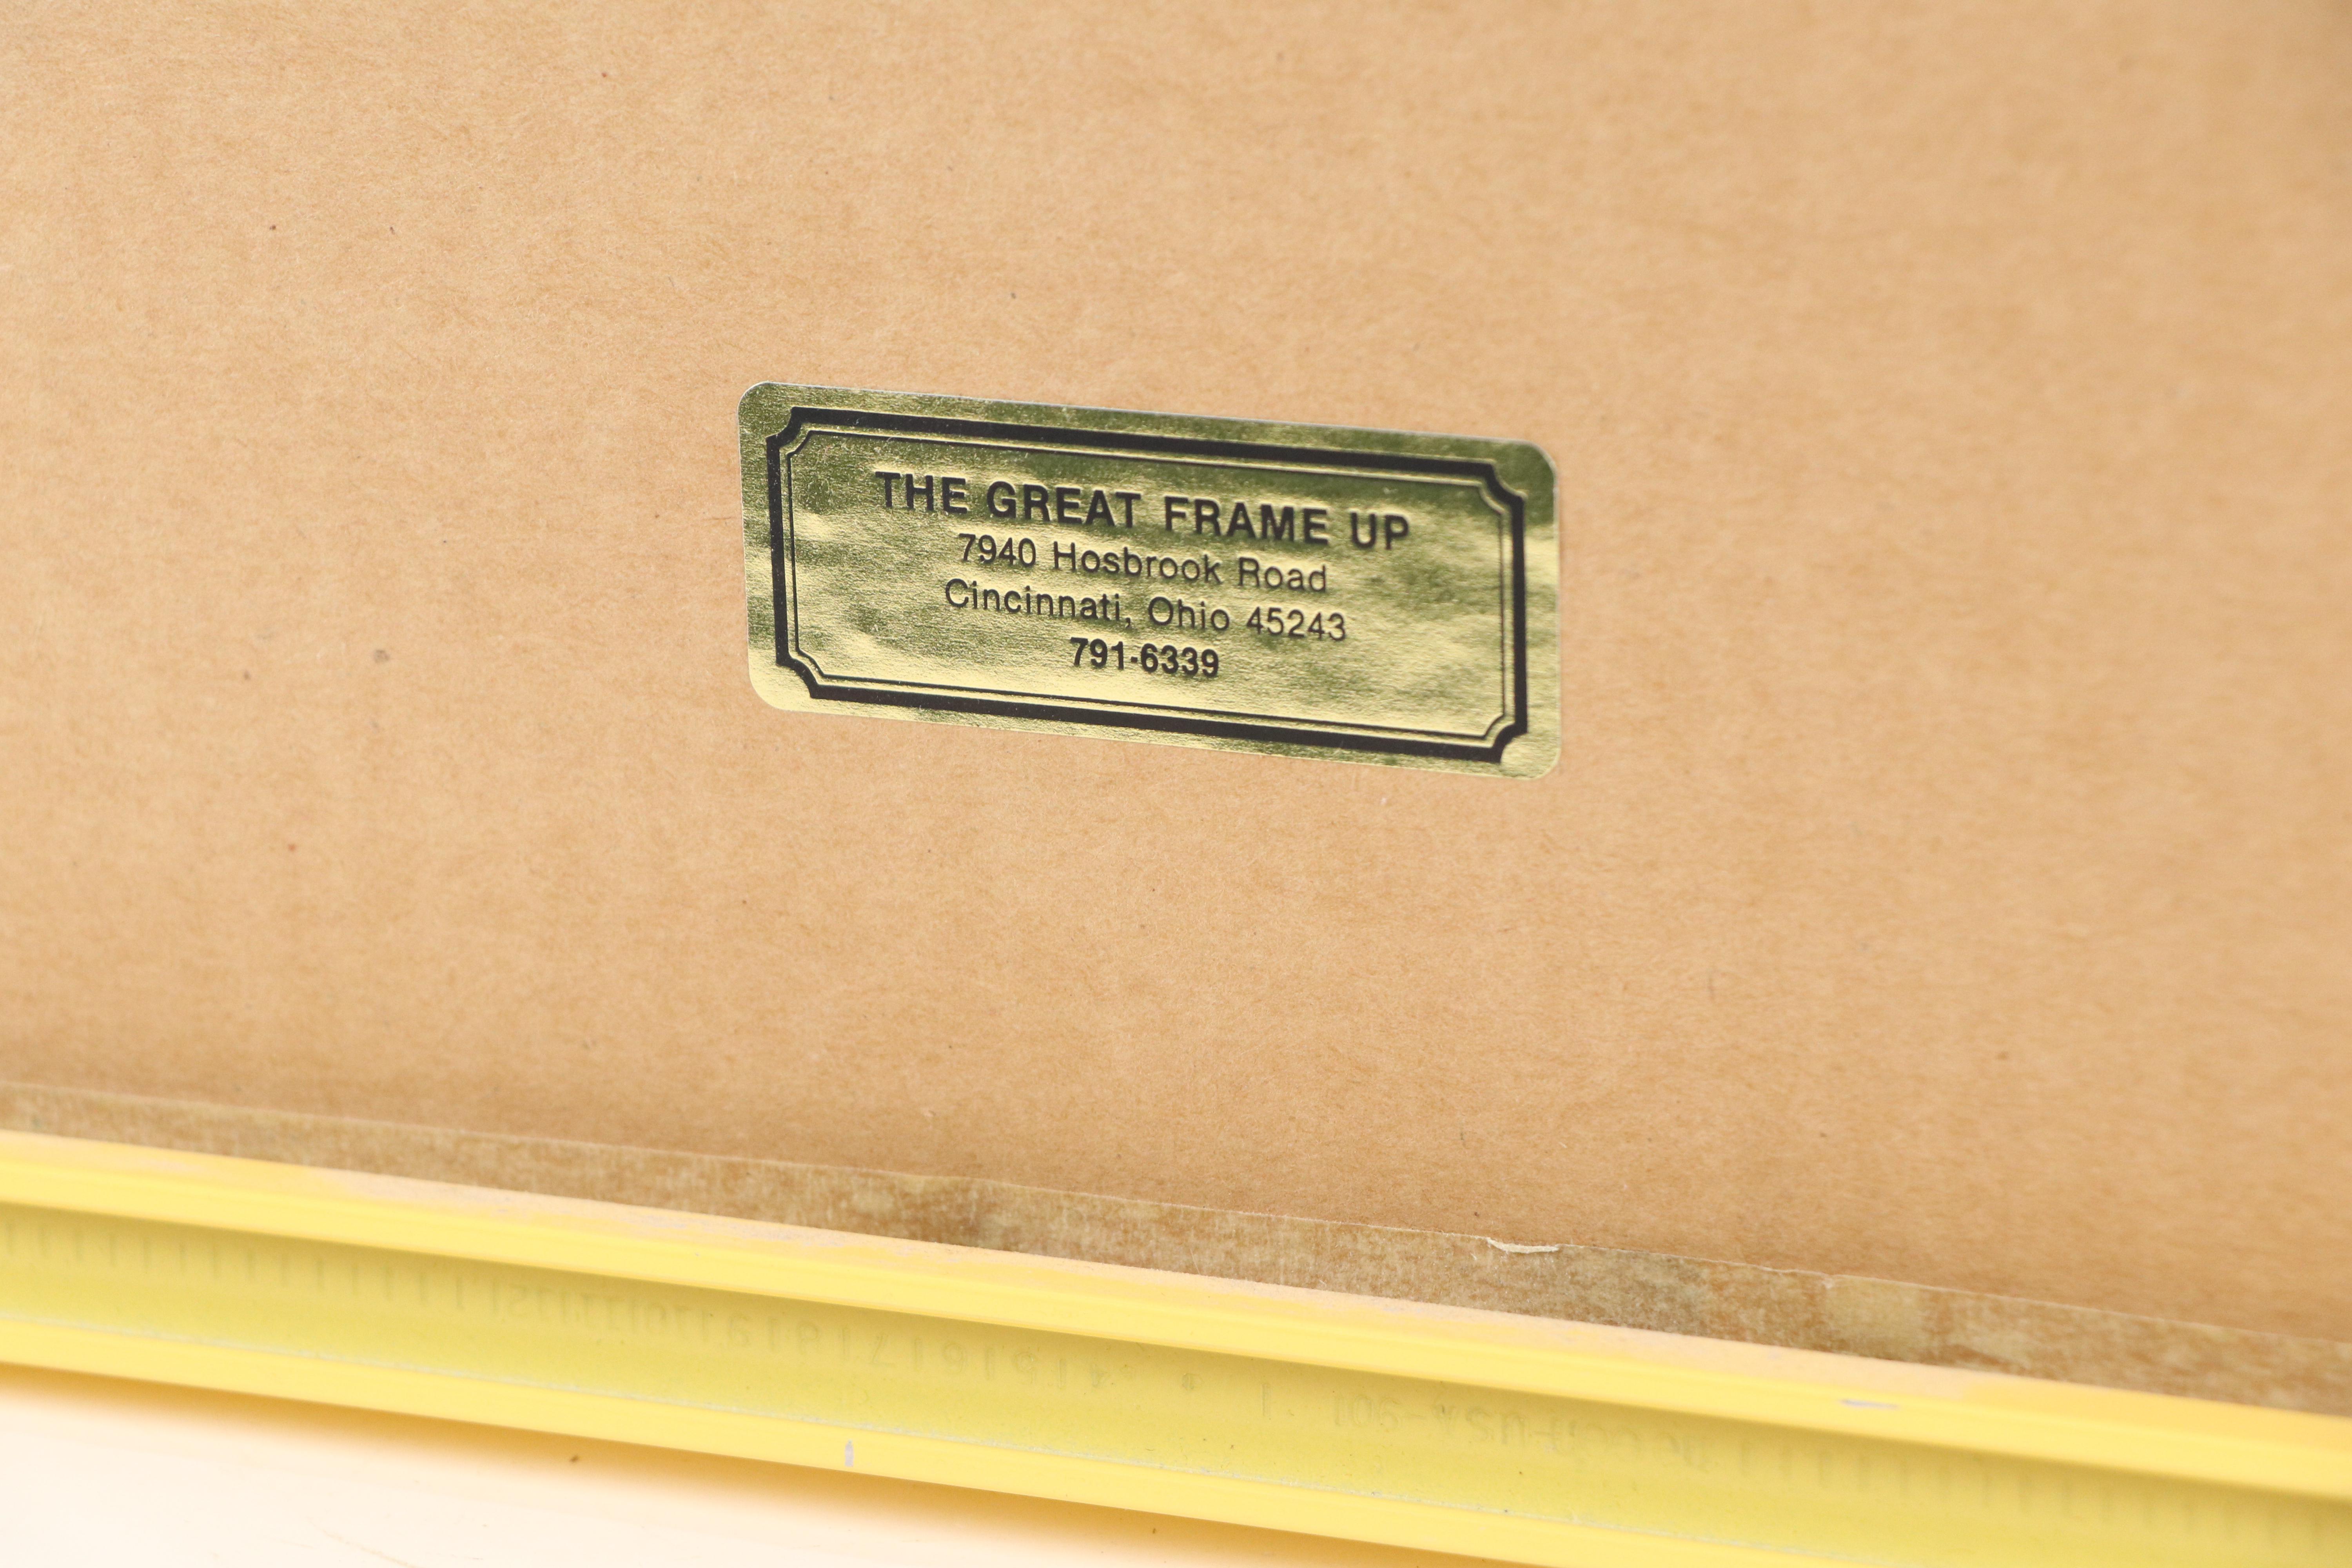 THE GREAT FRAME UP
7940 Hosbrook Road
Cincinnati, Ohio 45243
791-6339